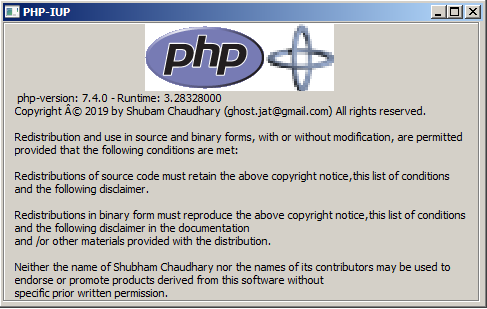 PHP-IUP
php
php-version: 7.4.0 - Runtime: 3.28328000
Copyright Â© 2019 by Shubam Chaudhary (ghost.jat@gmail.com) All rights reserved.
Redistribution and use in source and binary forms, with or without modification, are permitted
provided that the following conditions are met:
Redistributions of source code must retain the above copyright notice,this list of conditions
and the following disclaimer.
Redistributions in binary form must reproduce the above copyright notice,this list of conditions
and the following disclaimer in the documentation
and /or other materials provided with the distribution.
Neither the name of Shubham Chaudhary nor the names of its contributors may be used to
endorse or promote products derived from this software without
specific prior written permission.